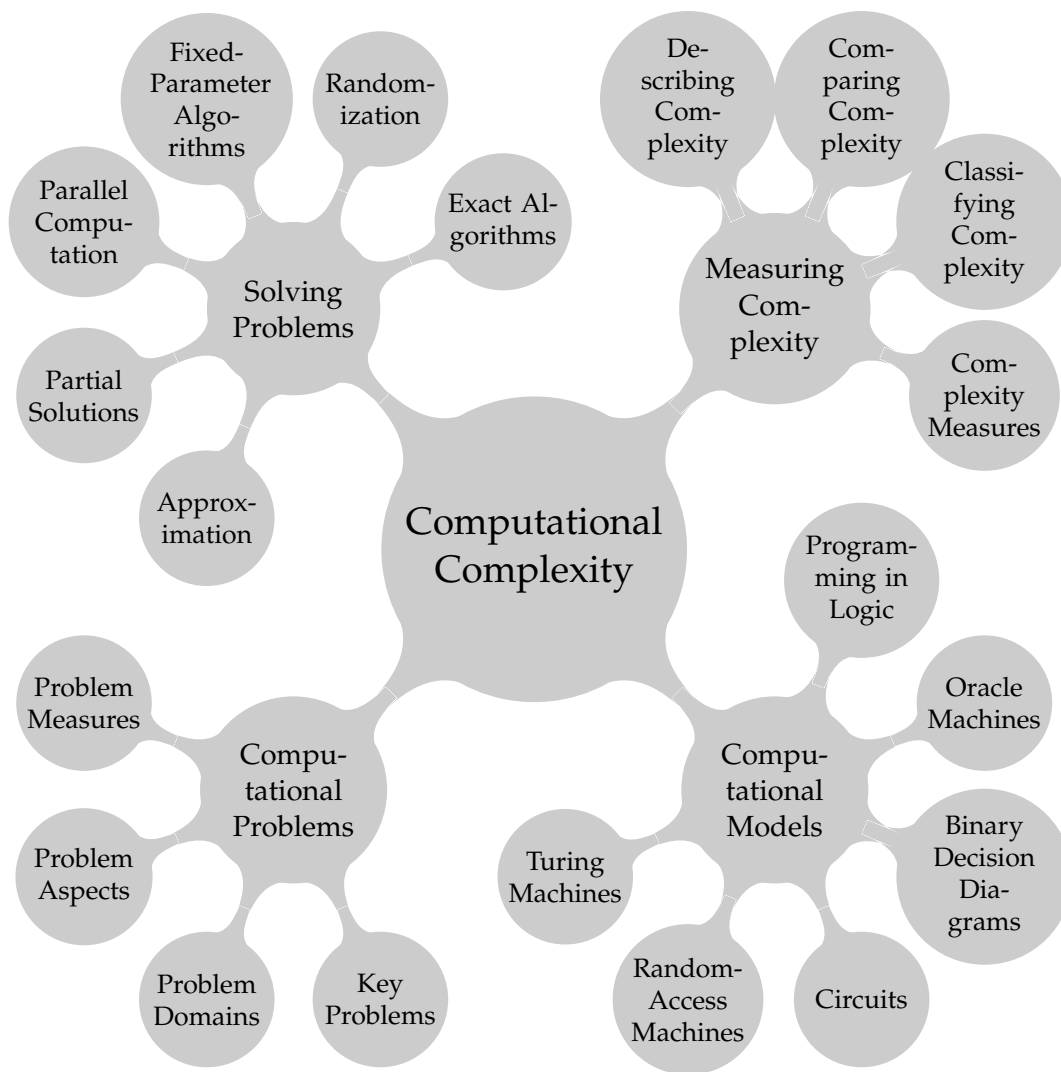 Fixed-
Parameter
Algo-
rithms
Random-
ization
Exact Al-
gorithms
Parallel
Compu-
tation
Partial
Solutions
Approx-
imation
Solving
Problems
De-
scribing
Com-
plexity
Com-
paring
Com-
plexity
Classi-
fying
Com-
plexity
Com-
plexity
Measures
Measuring
Com-
plexity
Computational
Complexity
Problem
Measures
Problem
Aspects
Problem
Domains
Key
Problems
Compu-
tational
Problems
Program-
ming in
Logic
Oracle
Machines
Binary
Decision
Dia-
grams
Circuits
Random-
Access
Machines
Turing
Machines
Compu-
tational
Models